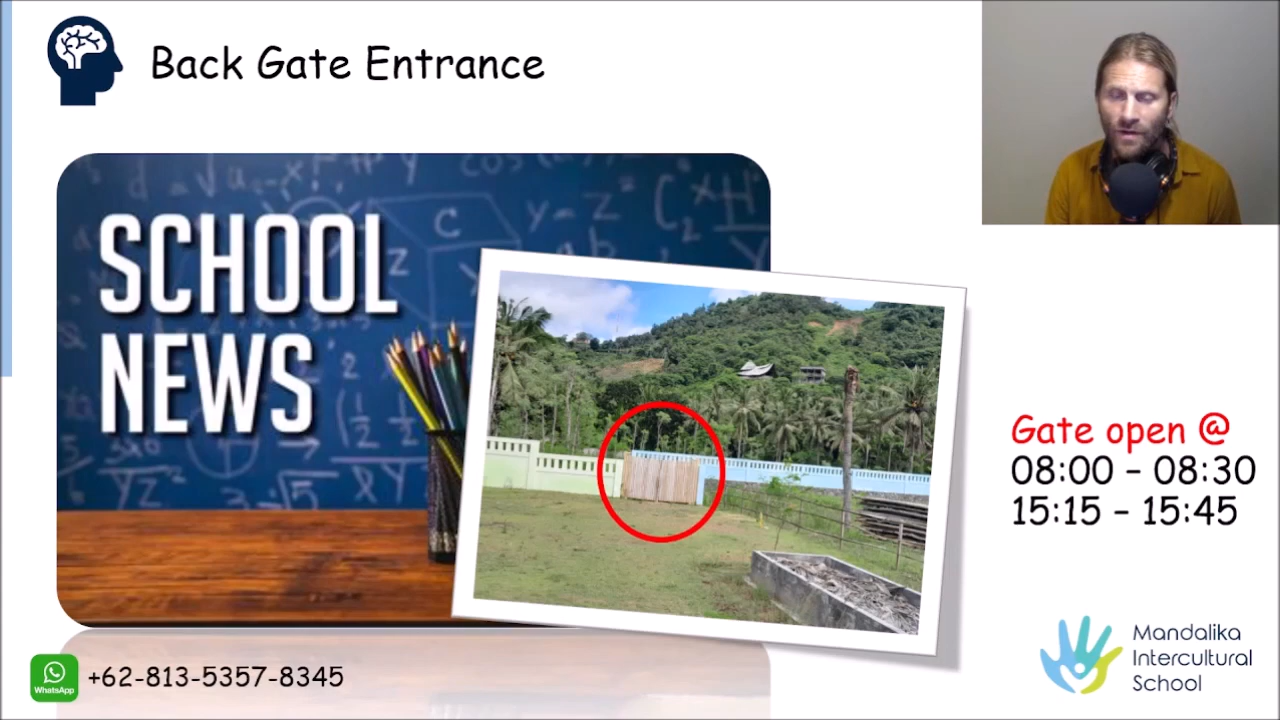 Back Gate Entrance
SCHOOL
NEWS
Gate open @
08:00 – 08:30
15:15 – 15:45
WhatsApp
+62-813-5357-8345
Mandalika
Intercultural
School